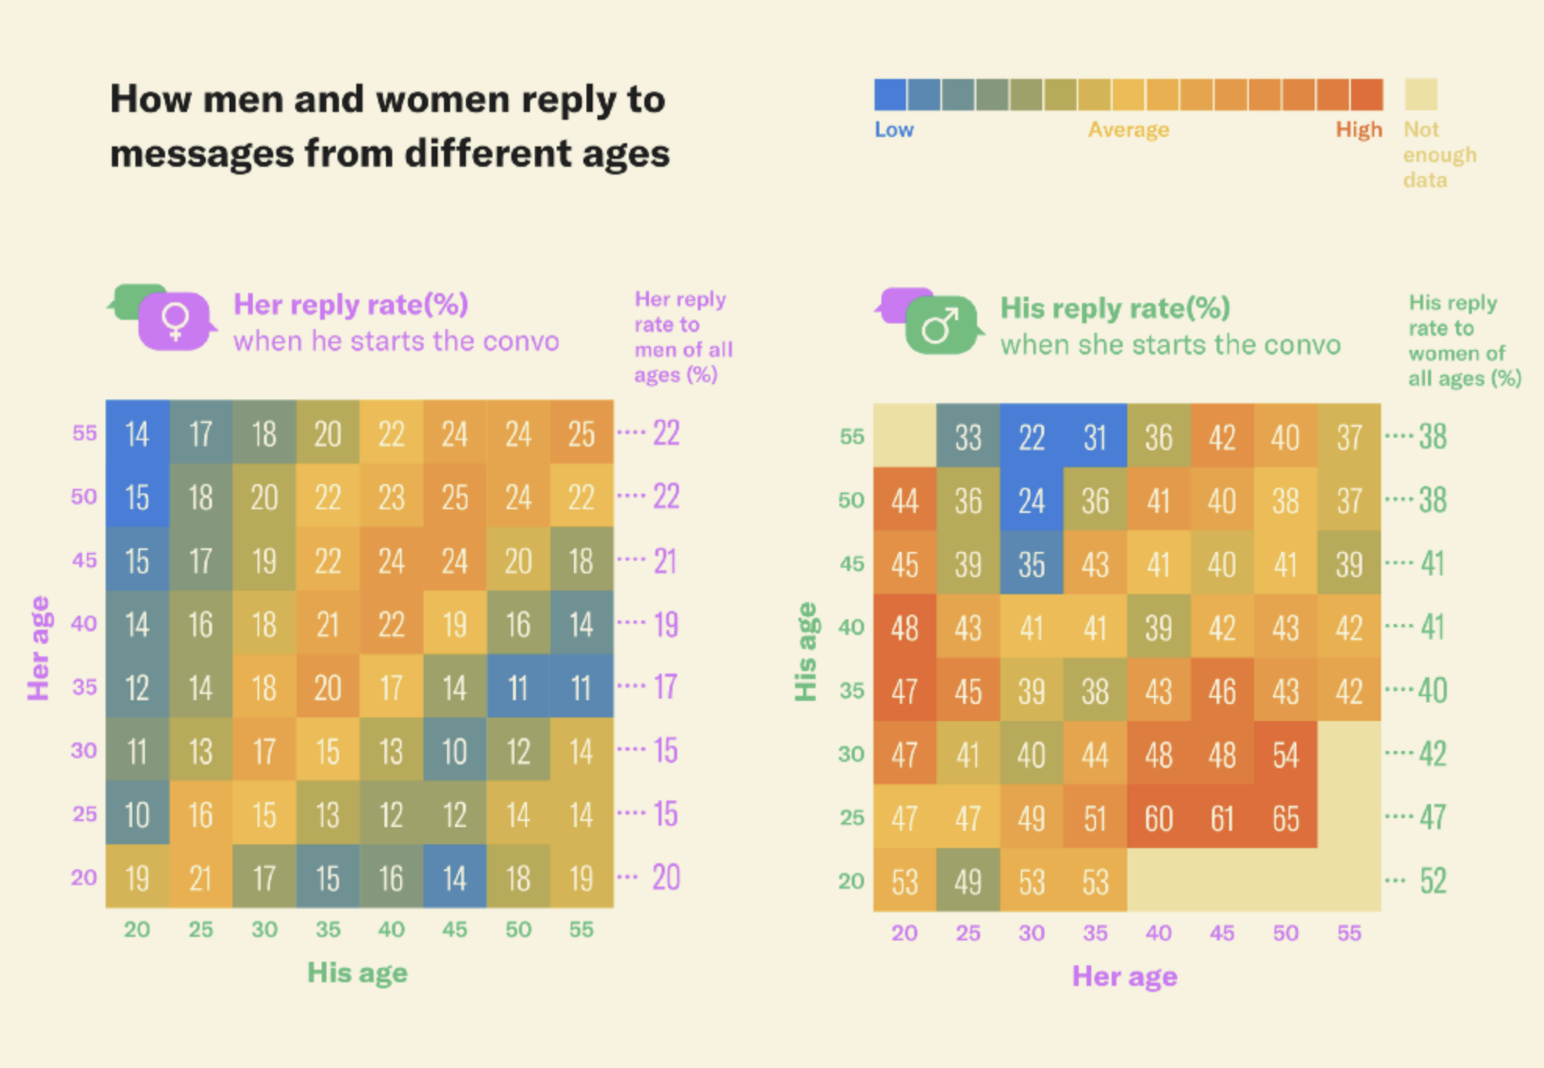 How men and women reply to
messages from different ages
Low Average High Not
enough
data
Her reply rate(%)
when he starts the convo
Her reply
rate to
men of all
ages (%)
55 14 17 18 20 22 24 24 25 ···· 22
50 15 18 20 22 23 25 24 22 ···· 22
45 15 17 19 22 24 24 20 18 ···· 21
40 14 16 18 21 22 19 16 14 ···· 19
35 12 14 18 20 17 14 11 11 ···· 17
30 11 13 17 15 13 10 12 14 ···· 15
25 10 16 15 13 12 12 14 14 ···· 15
20 19 21 17 15 16 14 18 19 ··· 20
20 25 30 35 40 45 50 55
Her age
His age
His reply rate(%)
when she starts the convo
His reply
rate to
women of
all ages (%)
55 33 22 31 36 42 40 37 ···· 38
50 44 36 24 36 41 40 38 37 ···· 38
45 45 39 35 43 41 40 41 39 ···· 41
40 48 43 41 41 39 42 43 42 ···· 41
35 47 45 39 38 43 46 43 42 ···· 40
30 47 41 40 44 48 48 54 ···· 42
25 47 47 49 51 60 61 65 ···· 47
20 53 49 53 53 ··· 52
20 25 30 35 40 45 50 55
His age
Her age